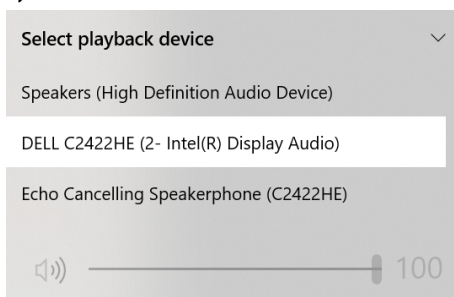 Select playback device
Speakers (High Definition Audio Device)
DELL C2422HE (2- Intel(R) Display Audio)
Echo Cancelling Speakerphone (C2422HE)
100